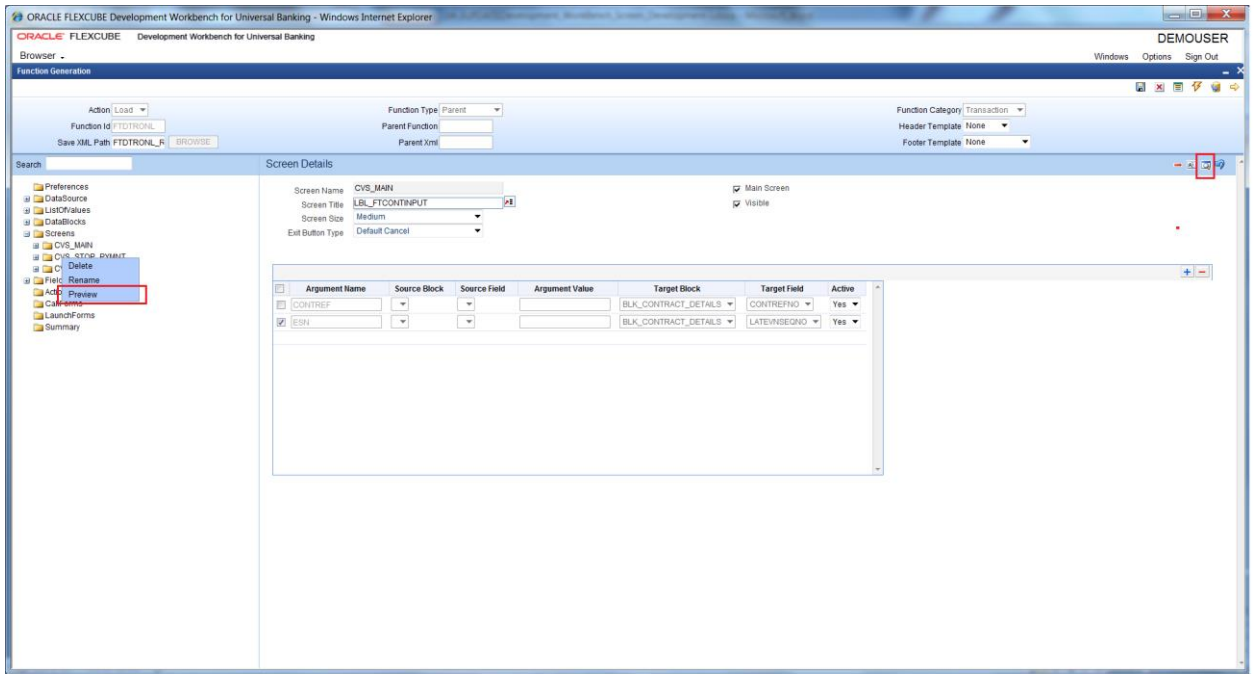 ORACLE FLEXCUBE Development Workbench for Universal Banking - Windows Internet Explorer
ORACLE FLEXCUBE Development Workbench for Universal Banking DEMOUSER
Browser Windows Options Sign Out
Function Generation
Action Load Function Type Parent Function Category Transaction
Function Id FTDTRONL Parent Function Header Template None
Save XML Path FTDTRONL_R BROWSE Parent Xml Footer Template None
Search Screen Details
Preferences
DataSource
ListOfValues
DataBlocks
Screens
CVS_MAIN
CVS_STOP_PYMNT
Delete
Rename
Preview
LaunchForms
Summary
Screen Name CVS_MAIN Main Screen
Screen Title LBL_FTCONTINPUT Visible
Screen Size Medium
Exit Button Type Default Cancel
Argument Name Source Block Source Field Argument Value Target Block Target Field Active
CONTREF BLK_CONTRACT_DETAILS CONTREFNO Yes
ESN BLK_CONTRACT_DETAILS LATEVNSEQNO Yes